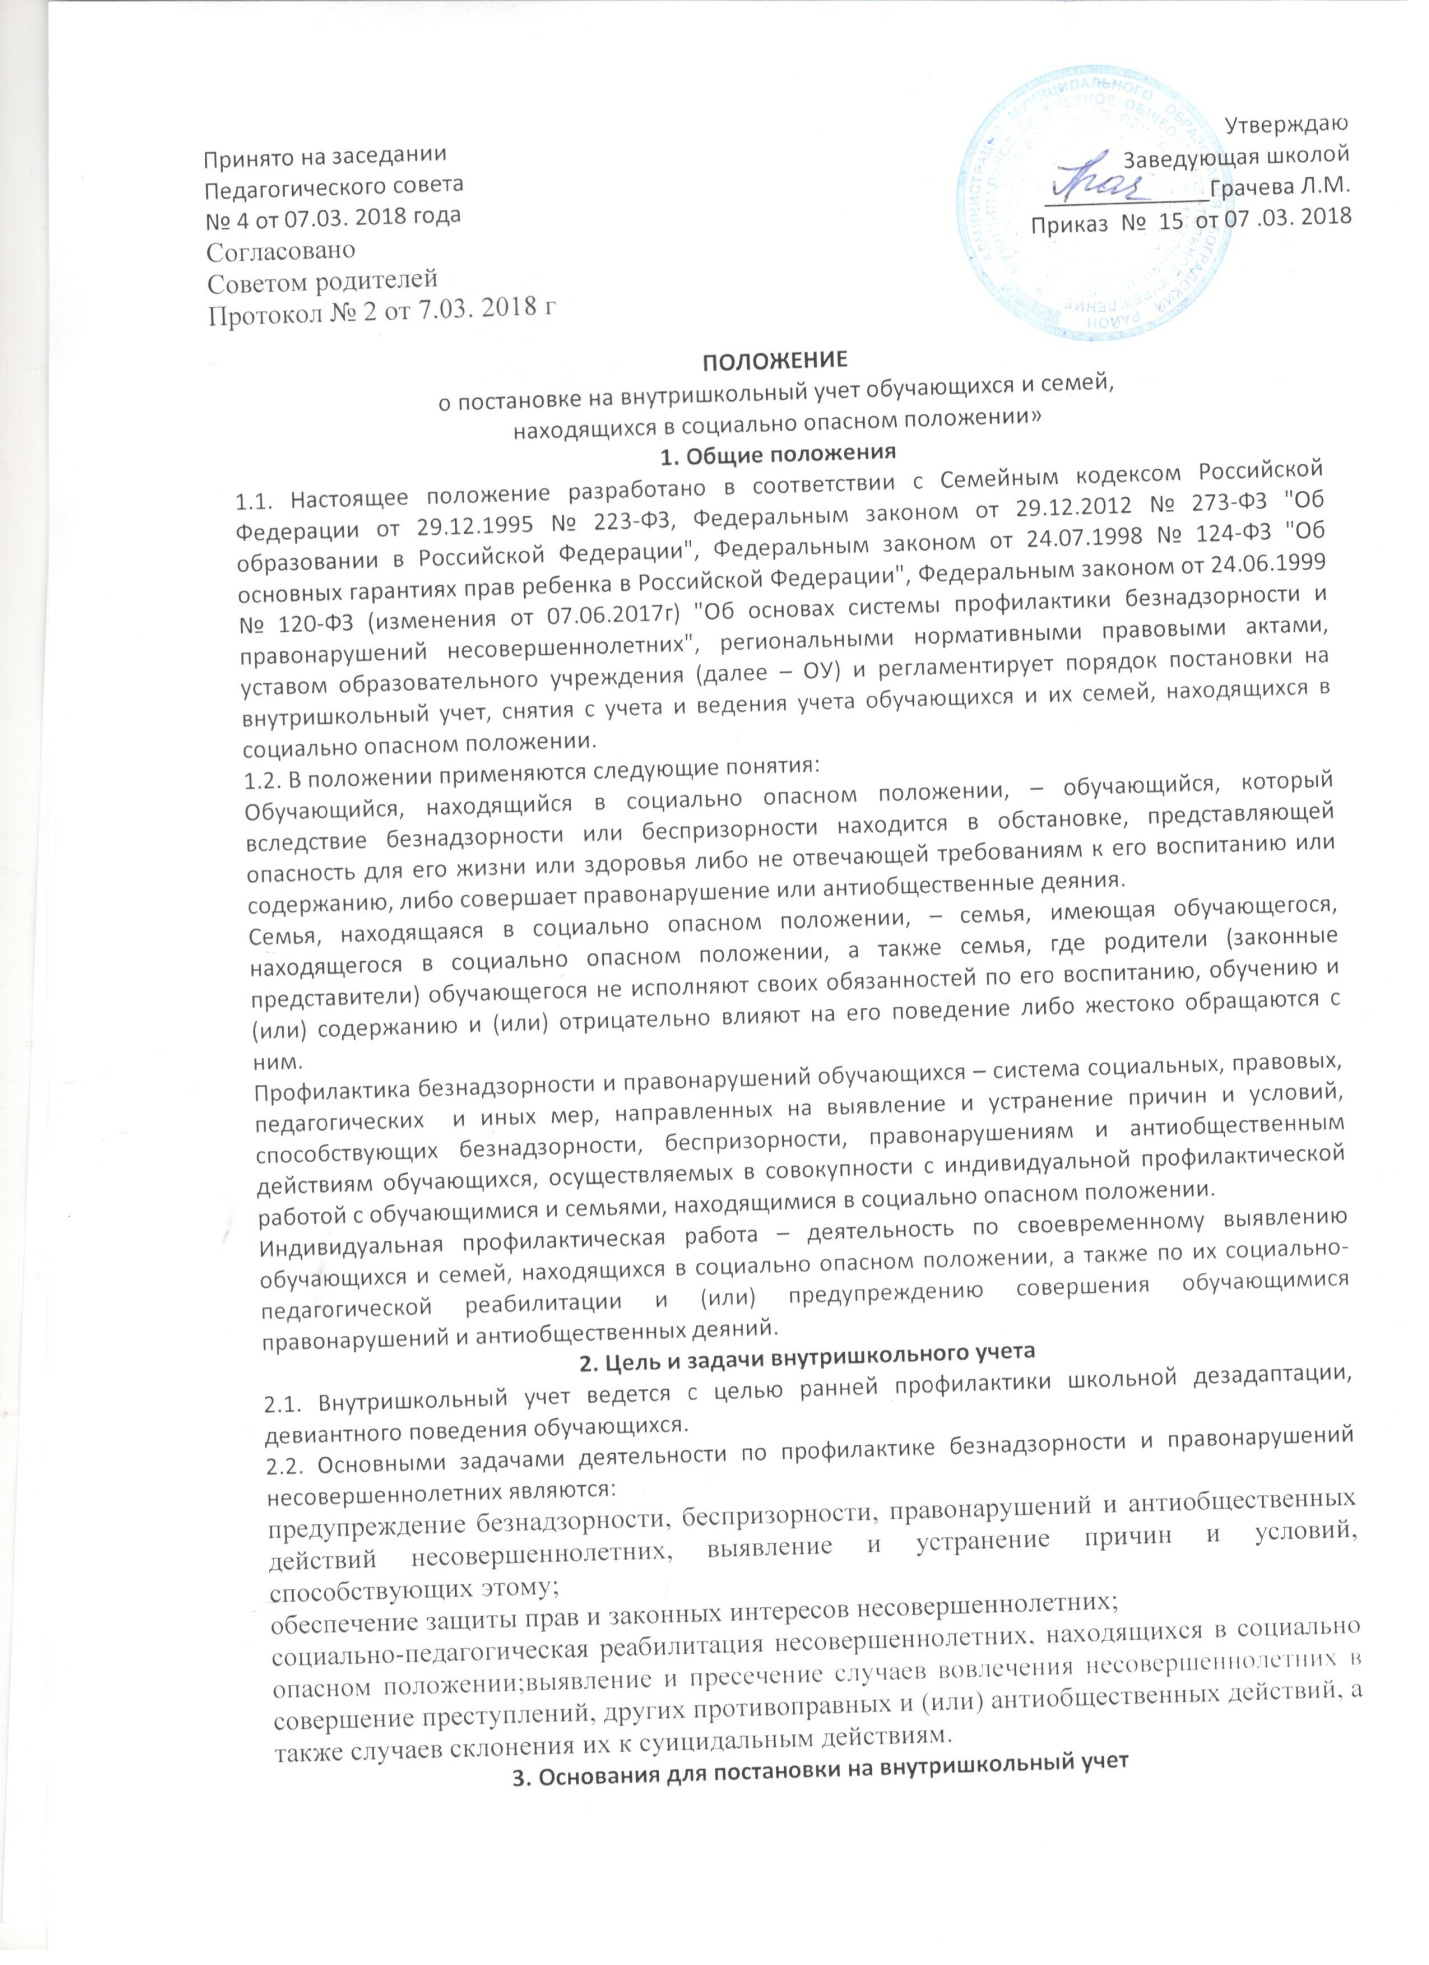 Принято на заседании
Педагогического совета
№ 4 от 07.03. 2018 года
Согласовано
Советом родителей
Протокол № 2 от 7.03. 2018 г
Утверждаю
Заведующая школой
Грачева Л.М.
Приказ № 15 от 07 .03. 2018
ПОЛОЖЕНИЕ
о постановке на внутришкольный учет обучающихся и семей,
находящихся в социально опасном положении»
1. Общие положения
1.1. Настоящее положение разработано в соответствии с Семейным кодексом Российской
Федерации от 29.12.1995 № 223-ФЗ, Федеральным законом от 29.12.2012 № 273-ФЗ "Об
образовании в Российской Федерации", Федеральным законом от 24.07.1998 № 124-ФЗ "Об
основных гарантиях прав ребенка в Российской Федерации", Федеральным законом от 24.06.1999
№ 120-ФЗ (изменения от 07.06.2017г) "Об основах системы профилактики безнадзорности и
правонарушений несовершеннолетних", региональными нормативными правовыми актами,
уставом образовательного учреждения (далее – ОУ) и регламентирует порядок постановки на
внутришкольный учет, снятия с учета и ведения учета обучающихся и их семей, находящихся в
социально опасном положении.
1.2. В положении применяются следующие понятия:
Обучающийся, находящийся в социально опасном положении, – обучающийся, который
вследствие безнадзорности или беспризорности находится в обстановке, представляющей
опасность для его жизни или здоровья либо не отвечающей требованиям к его воспитанию или
содержанию, либо совершает правонарушение или антиобщественные деяния.
Семья, находящаяся в социально опасном положении, – семья, имеющая обучающегося,
находящегося в социально опасном положении, а также семья, где родители (законные
представители) обучающегося не исполняют своих обязанностей по его воспитанию, обучению и
(или) содержанию и (или) отрицательно влияют на его поведение либо жестоко обращаются с
ним.
Профилактика безнадзорности и правонарушений обучающихся – система социальных, правовых,
педагогических и иных мер, направленных на выявление и устранение причин и условий,
способствующих безнадзорности, беспризорности, правонарушениям и антиобщественным
действиям обучающихся, осуществляемых в совокупности с индивидуальной профилактической
работой с обучающимися и семьями, находящимися в социально опасном положении.
Индивидуальная профилактическая работа – деятельность по своевременному выявлению
обучающихся и семей, находящихся в социально опасном положении, а также по их социально-
педагогической реабилитации и (или) предупреждению совершения обучающимися
правонарушений и антиобщественных деяний.
2. Цель и задачи внутришкольного учета
2.1. Внутришкольный учет ведется с целью ранней профилактики школьной дезадаптации,
девиантного поведения обучающихся.
2.2. Основными задачами деятельности по профилактике безнадзорности и правонарушений
несовершеннолетних являются:
предупреждение безнадзорности, беспризорности, правонарушений и антиобщественных
действий несовершеннолетних, выявление и устранение причин и условий,
способствующих этому;
обеспечение защиты прав и законных интересов несовершеннолетних;
социально-педагогическая реабилитация несовершеннолетних, находящихся в социально
опасном положении;выявление и пресечение случаев вовлечения несовершеннолетних в
совершение преступлений, других противоправных и (или) антиобщественных действий, а
также случаев склонения их к суицидальным действиям.
3. Основания для постановки на внутришкольный учет